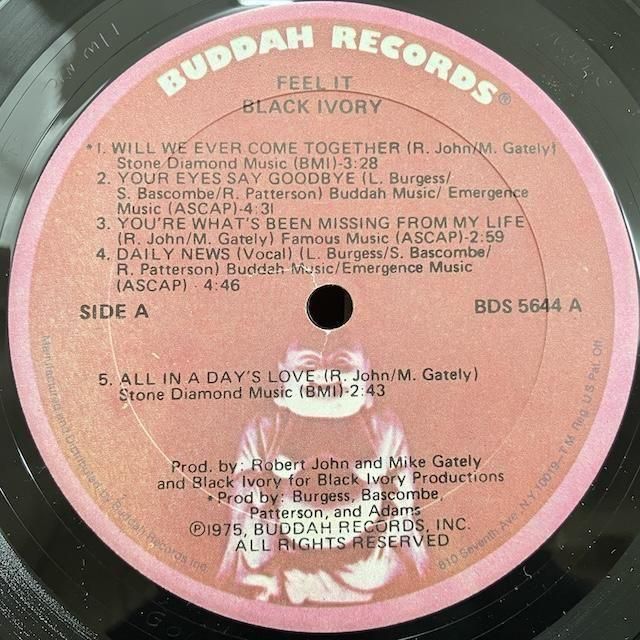 BUDDAH RECORDS®
FEEL IT
BLACK IVORY
*1. WILL WE EVER COME TOGETHER (R. John/M. Gately)
Stone Diamond Music (BMI)-3:28
2. YOUR EYES SAY GOODBYE (L. Burgess/
S. Bascombe/R. Patterson) Buddah Music/ Emergence
Music (ASCAP)-4:31
3. YOU'RE WHAT'S BEEN MISSING FROM MY LIFE
(R. John/M. Gately) Famous Music (ASCAP)-2:59
4. DAILY NEWS (Vocal) (L. Burgess/S. Bascombe/
R. Patterson) Buddah Music/Emergence Music
(ASCAP) - 4:46
SIDE A
BDS 5644 A
5. ALL IN A DAY'S LOVE (R. John/M. Gately)
Stone Diamond Music (BMI)-2:43
Prod. by: Robert John and Mike Gately
and Black Ivory for Black Ivory Productions
*Prod by: Burgess, Bascombe,
Patterson, and Adams
℗1975, BUDDAH RECORDS, INC.
ALL RIGHTS RESERVED
Manufactured and Distributed by Buddah Records Inc.
810 Seventh Ave. N.Y. 10019—T.M. Reg. U.S. Pat. Off.